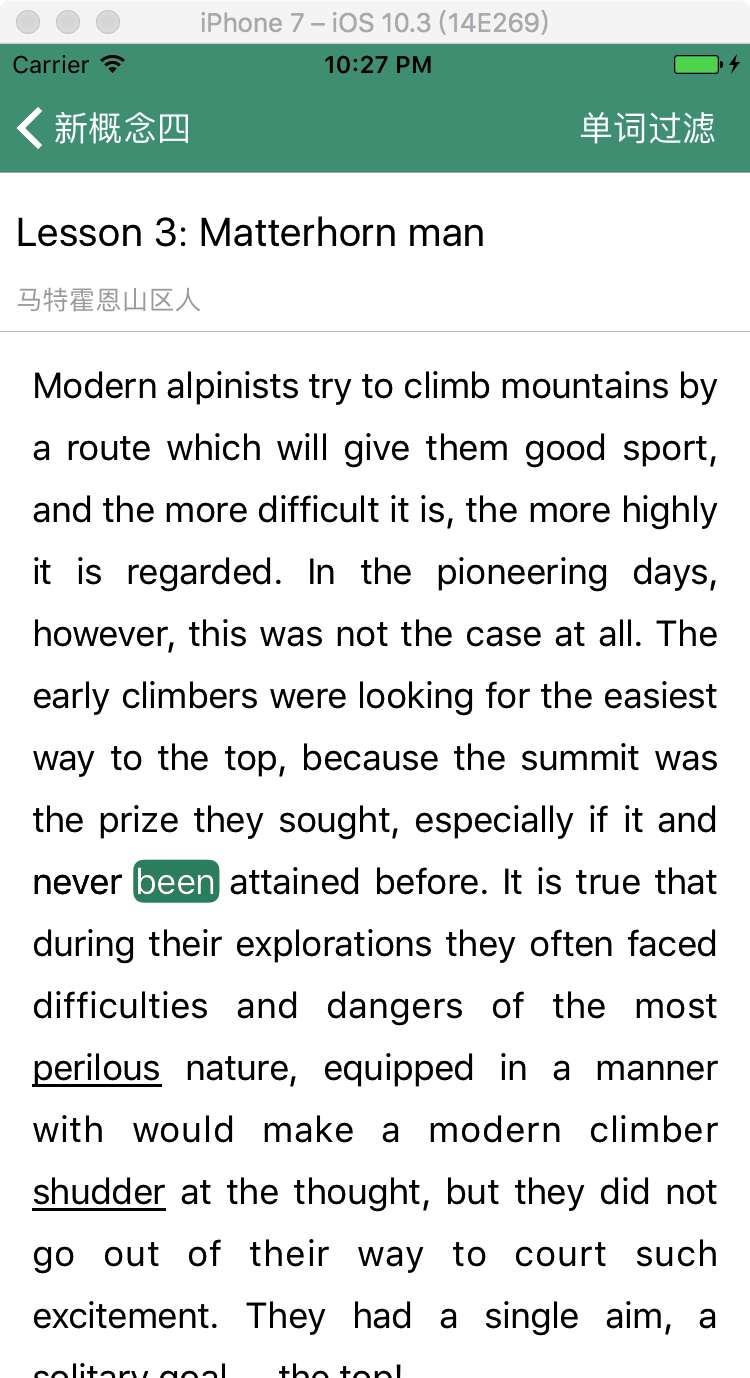 iPhone 7 – iOS 10.3 (14E269)
Carrier 10:27 PM
新概念四 单词过滤
Lesson 3: Matterhorn man
马特霍恩山区人
Modern alpinists try to climb mountains by
a route which will give them good sport,
and the more difficult it is, the more highly
it is regarded. In the pioneering days,
however, this was not the case at all. The
early climbers were looking for the easiest
way to the top, because the summit was
the prize they sought, especially if it and
never been attained before. It is true that
during their explorations they often faced
difficulties and dangers of the most
perilous nature, equipped in a manner
with would make a modern climber
shudder at the thought, but they did not
go out of their way to court such
excitement. They had a single aim, a
solitary goal -- the top!